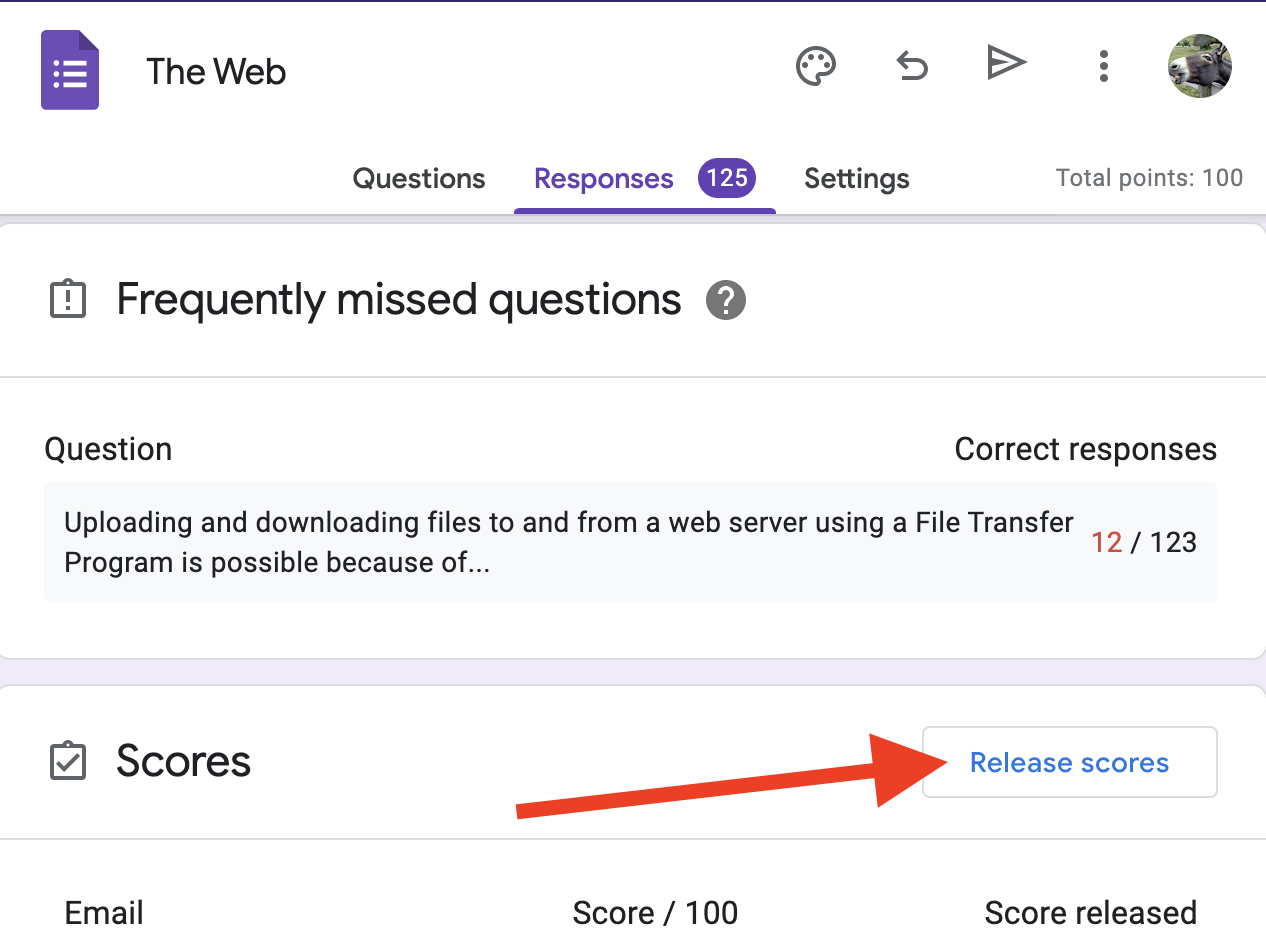 The Web
Questions Responses 125 Settings Total points: 100
Frequently missed questions ?
Question Correct responses
Uploading and downloading files to and from a web server using a File Transfer
Program is possible because of...
12 / 123
Scores Release scores
Email Score / 100 Score released